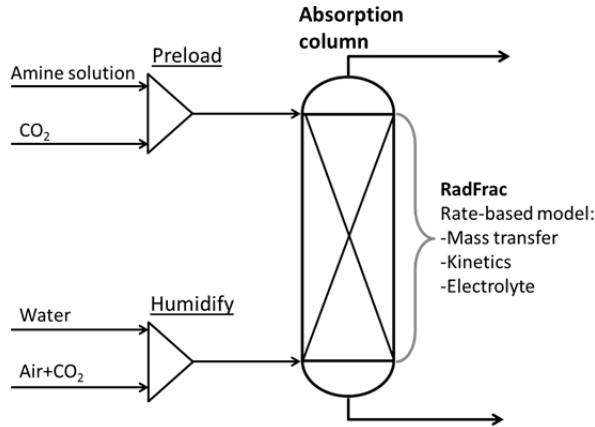 Absorption
column
Preload
Amine solution
CO₂
RadFrac
Rate-based model:
-Mass transfer
-Kinetics
-Electrolyte
Humidify
Water
Air+CO₂